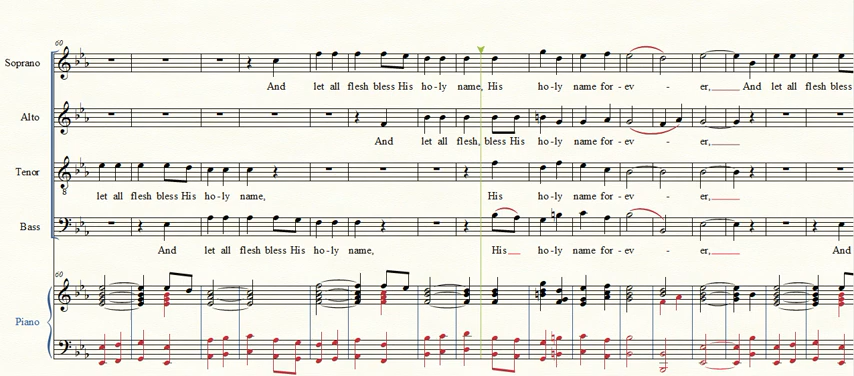 60
Soprano
And let all flesh bless His ho-ly name, His ho-ly name for-ev - er, And let all flesh bless
Alto
And let all flesh, bless His ho-ly name for-ev - er,
Tenor
8
let all flesh bless His ho-ly name, His ho-ly name for-ev - er,
Bass
And let all flesh bless His ho-ly name, His ho-ly name for-ev - er, And
60
Piano